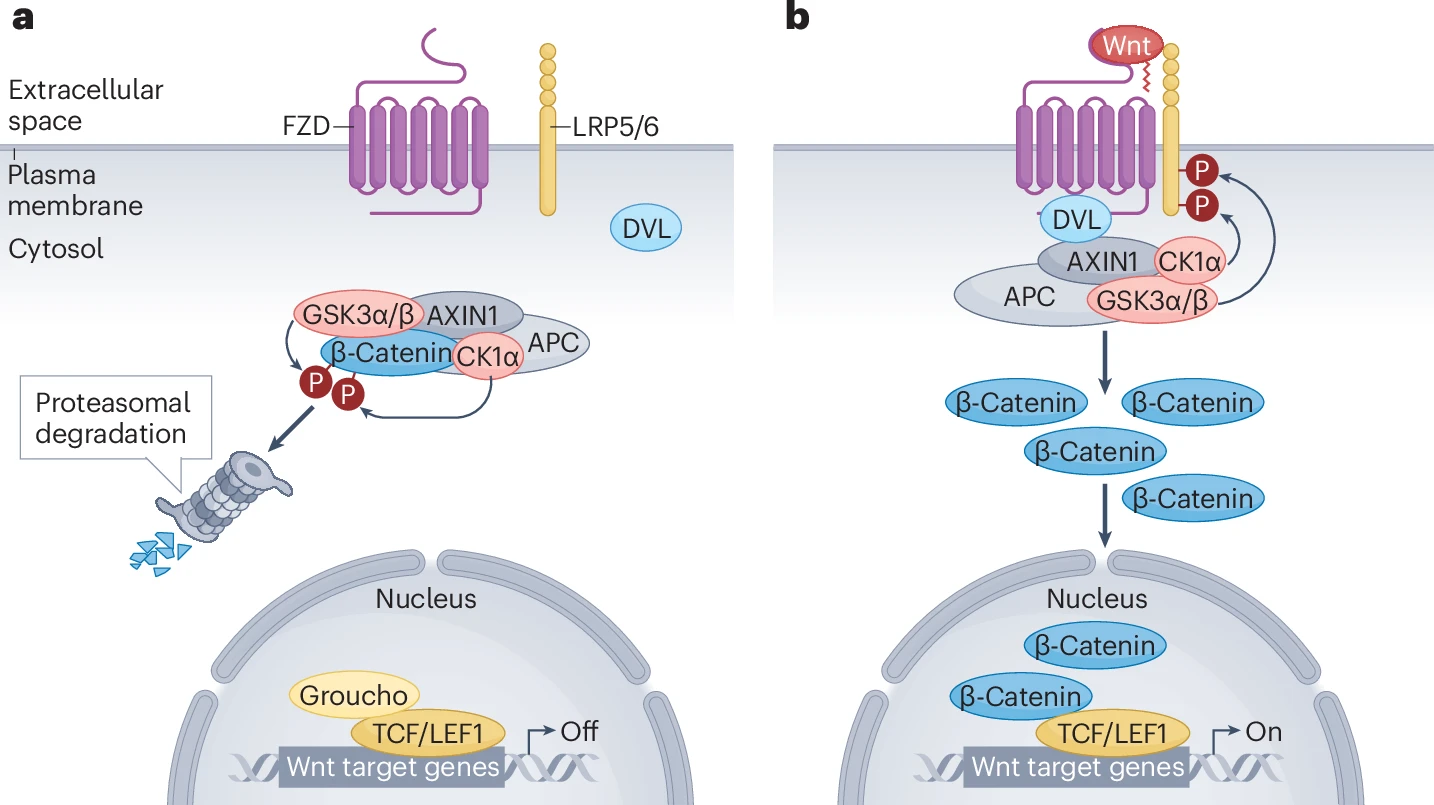 a
Extracellular
space
FZD
LRP5/6
Plasma
membrane
DVL
Cytosol
GSK3α/β
AXIN1
APC
β-Catenin
CK1α
P
P
Proteasomal
degradation
Nucleus
Groucho
TCF/LEF1
Off
Wnt target genes
b
Wnt
P
P
DVL
AXIN1
CK1α
APC
GSK3α/β
β-Catenin
β-Catenin
β-Catenin
β-Catenin
Nucleus
β-Catenin
β-Catenin
TCF/LEF1
On
Wnt target genes